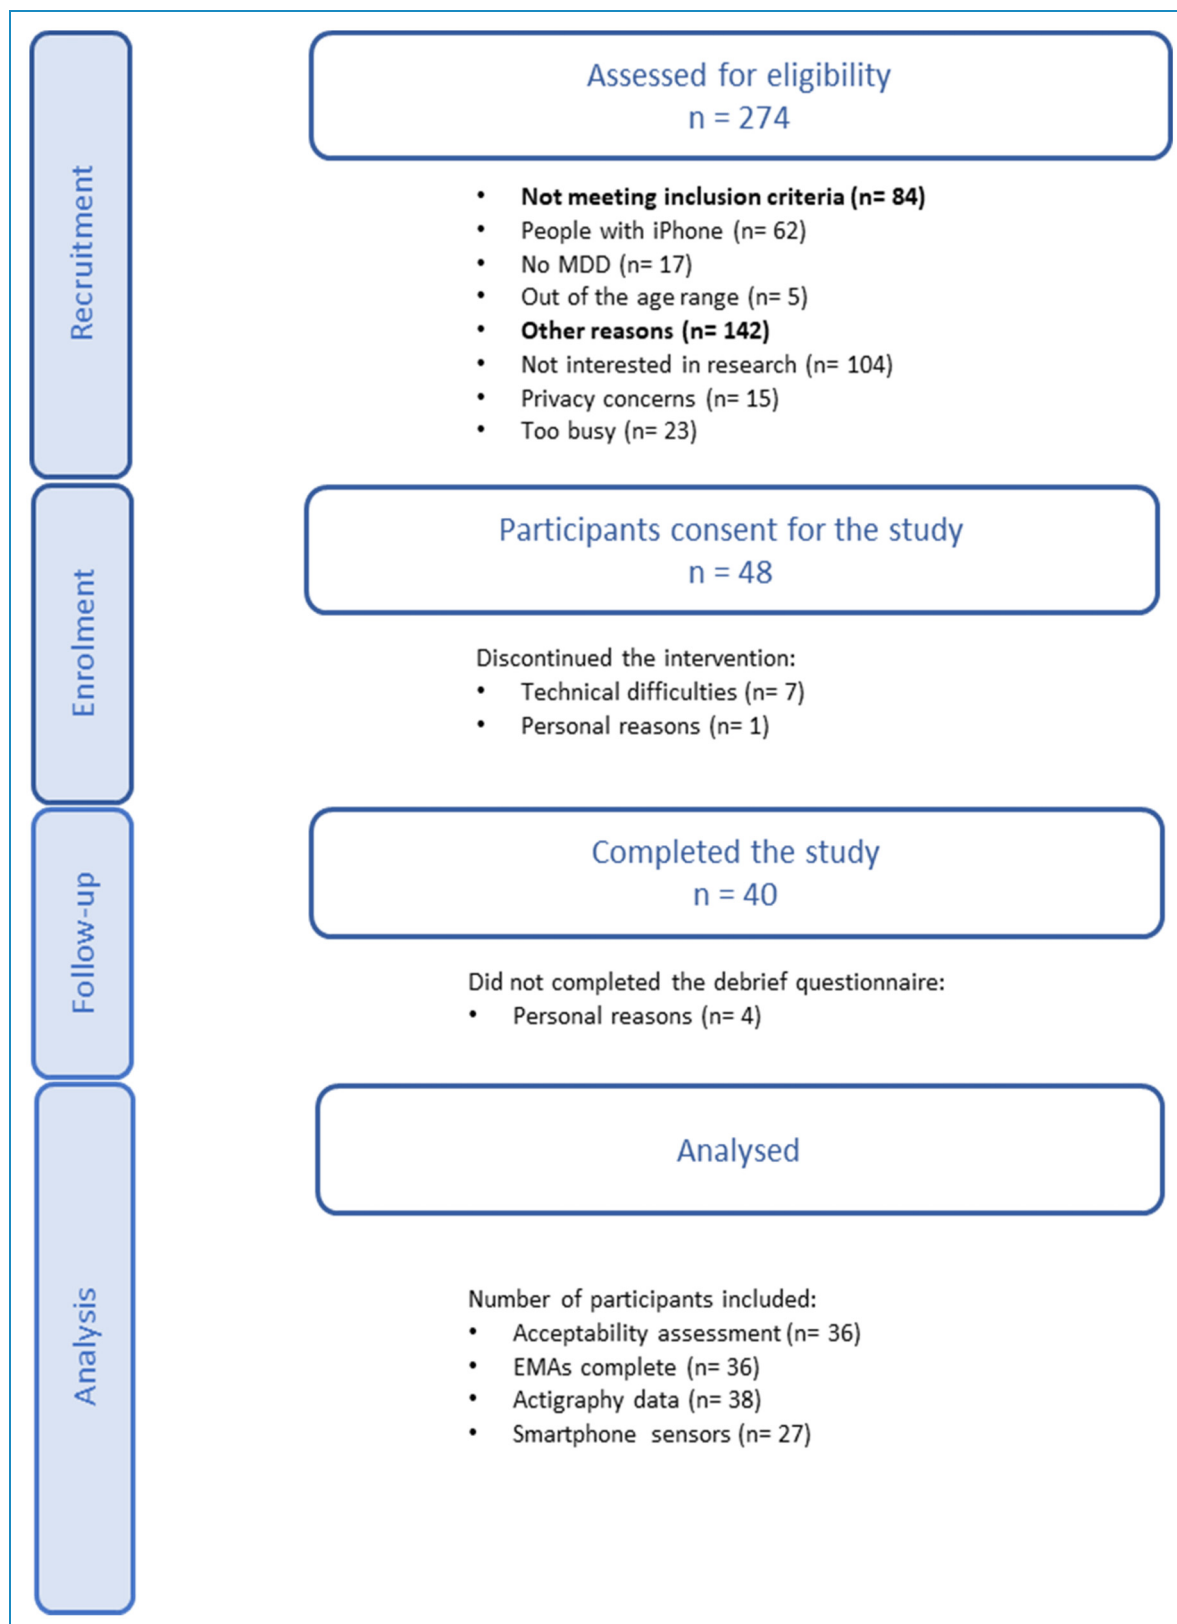 Recruitment
Assessed for eligibility
n = 274
• Not meeting inclusion criteria (n= 84)
• People with iPhone (n= 62)
• No MDD (n= 17)
• Out of the age range (n= 5)
• Other reasons (n= 142)
• Not interested in research (n= 104)
• Privacy concerns (n= 15)
• Too busy (n= 23)
Enrolment
Participants consent for the study
n = 48
Discontinued the intervention:
• Technical difficulties (n= 7)
• Personal reasons (n= 1)
Follow-up
Completed the study
n = 40
Did not completed the debrief questionnaire:
• Personal reasons (n= 4)
Analysis
Analysed
Number of participants included:
• Acceptability assessment (n= 36)
• EMAs complete (n= 36)
• Actigraphy data (n= 38)
• Smartphone sensors (n= 27)